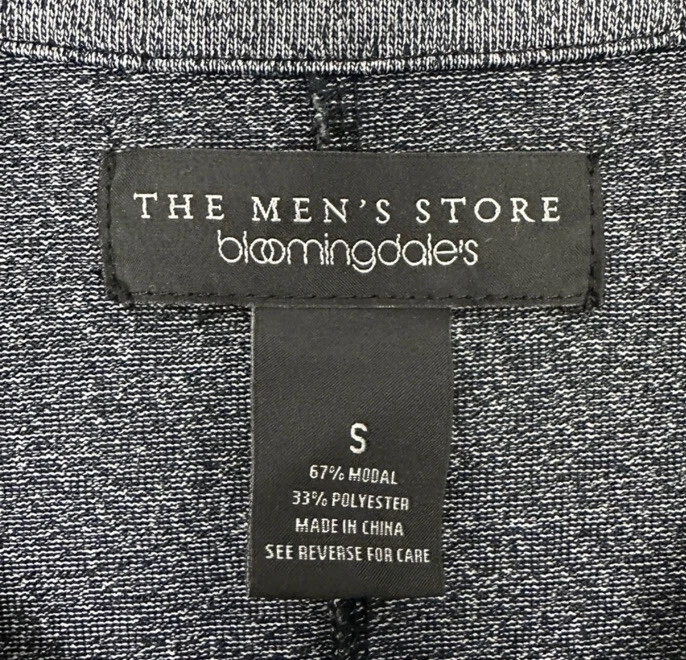 THE MEN'S STORE
bloomingdale's
S
67% MODAL
33% POLYESTER
MADE IN CHINA
SEE REVERSE FOR CARE